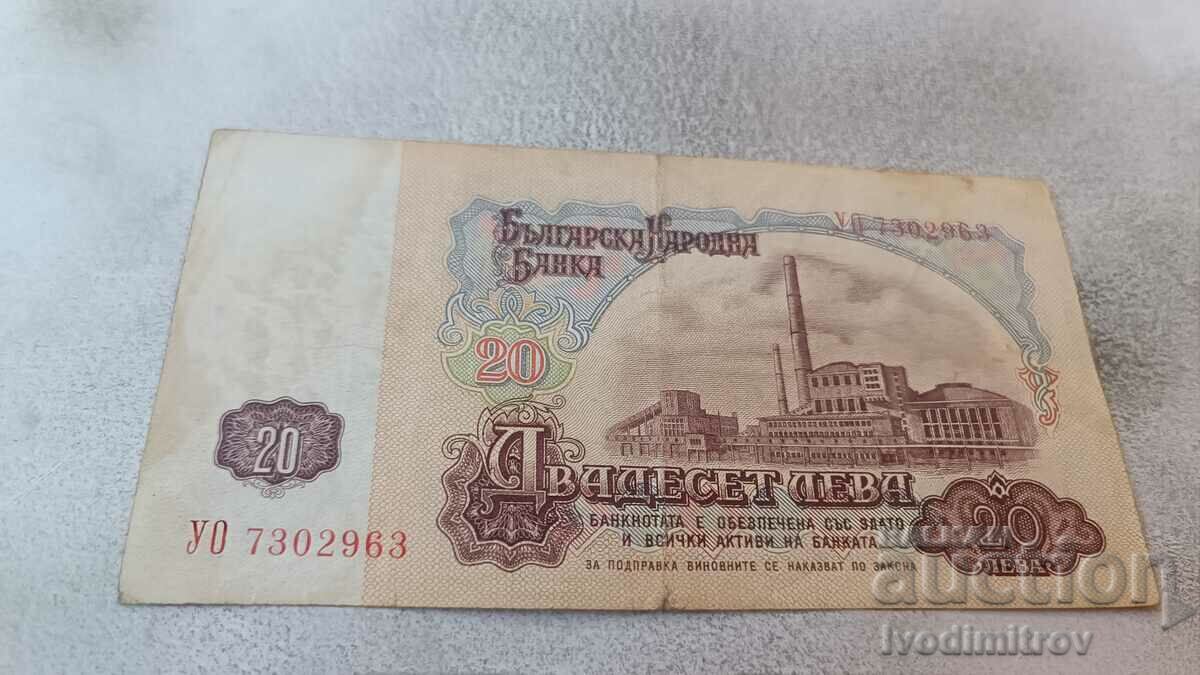 Българска Народна
Банка
УО 7302963
20
20
Двадесет лева
БАНКНОТАТА Е ОБЕЗПЕЧЕНА СЪС ЗЛАТО
И ВСИЧКИ АКТИВИ НА БАНКАТА
ЗА ПОДПРАВКА ВИНОВНИТЕ СЕ НАКАЗВАТ ПО ЗАКОНА
20
ЛЕВА
УО 7302963
auction
Ivodimitrov